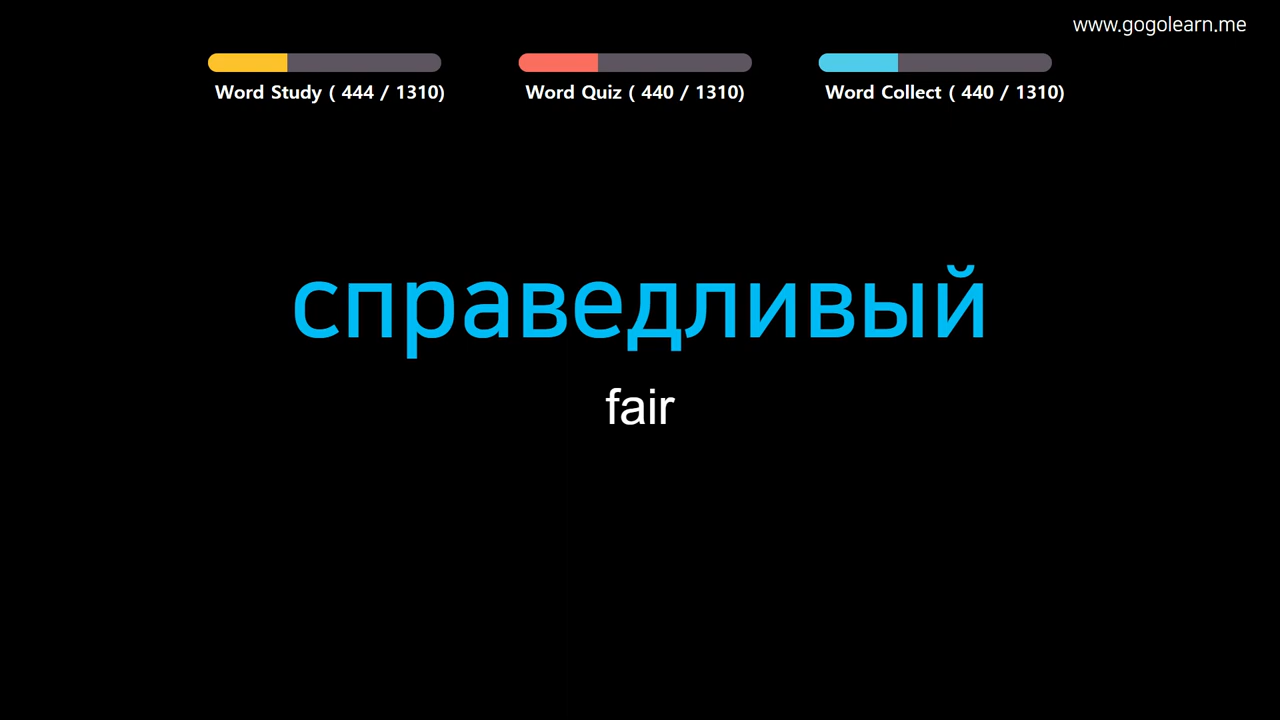 www.gogolearn.me
Word Study ( 444 / 1310)
Word Quiz ( 440 / 1310)
Word Collect ( 440 / 1310)
справедливый
fair